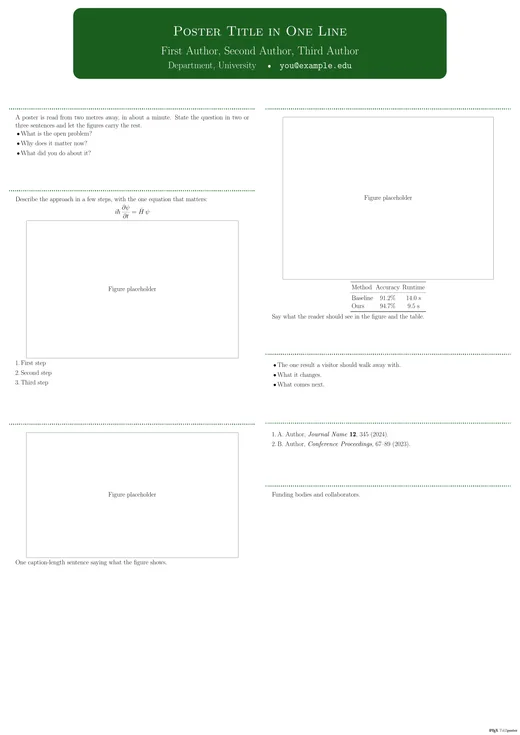 Poster Title in One Line
First Author, Second Author, Third Author
Department, University • you@example.edu
A poster is read from two metres away, in about a minute. State the question in two or
three sentences and let the figures carry the rest.
• What is the open problem?
• Why does it matter now?
• What did you do about it?
Describe the approach in a few steps, with the one equation that matters:
iħ ∂ψ/∂t = Ĥ ψ
Figure placeholder
1. First step
2. Second step
3. Third step
Figure placeholder
One caption-length sentence saying what the figure shows.
Figure placeholder
Method Accuracy Runtime
Baseline 91.2% 14.0 s
Ours 94.7% 9.5 s
Say what the reader should see in the figure and the table.
• The one result a visitor should walk away with.
• What it changes.
• What comes next.
1. A. Author, Journal Name 12, 345 (2024).
2. B. Author, Conference Proceedings, 67–89 (2023).
Funding bodies and collaborators.
LaTeX TikZposter